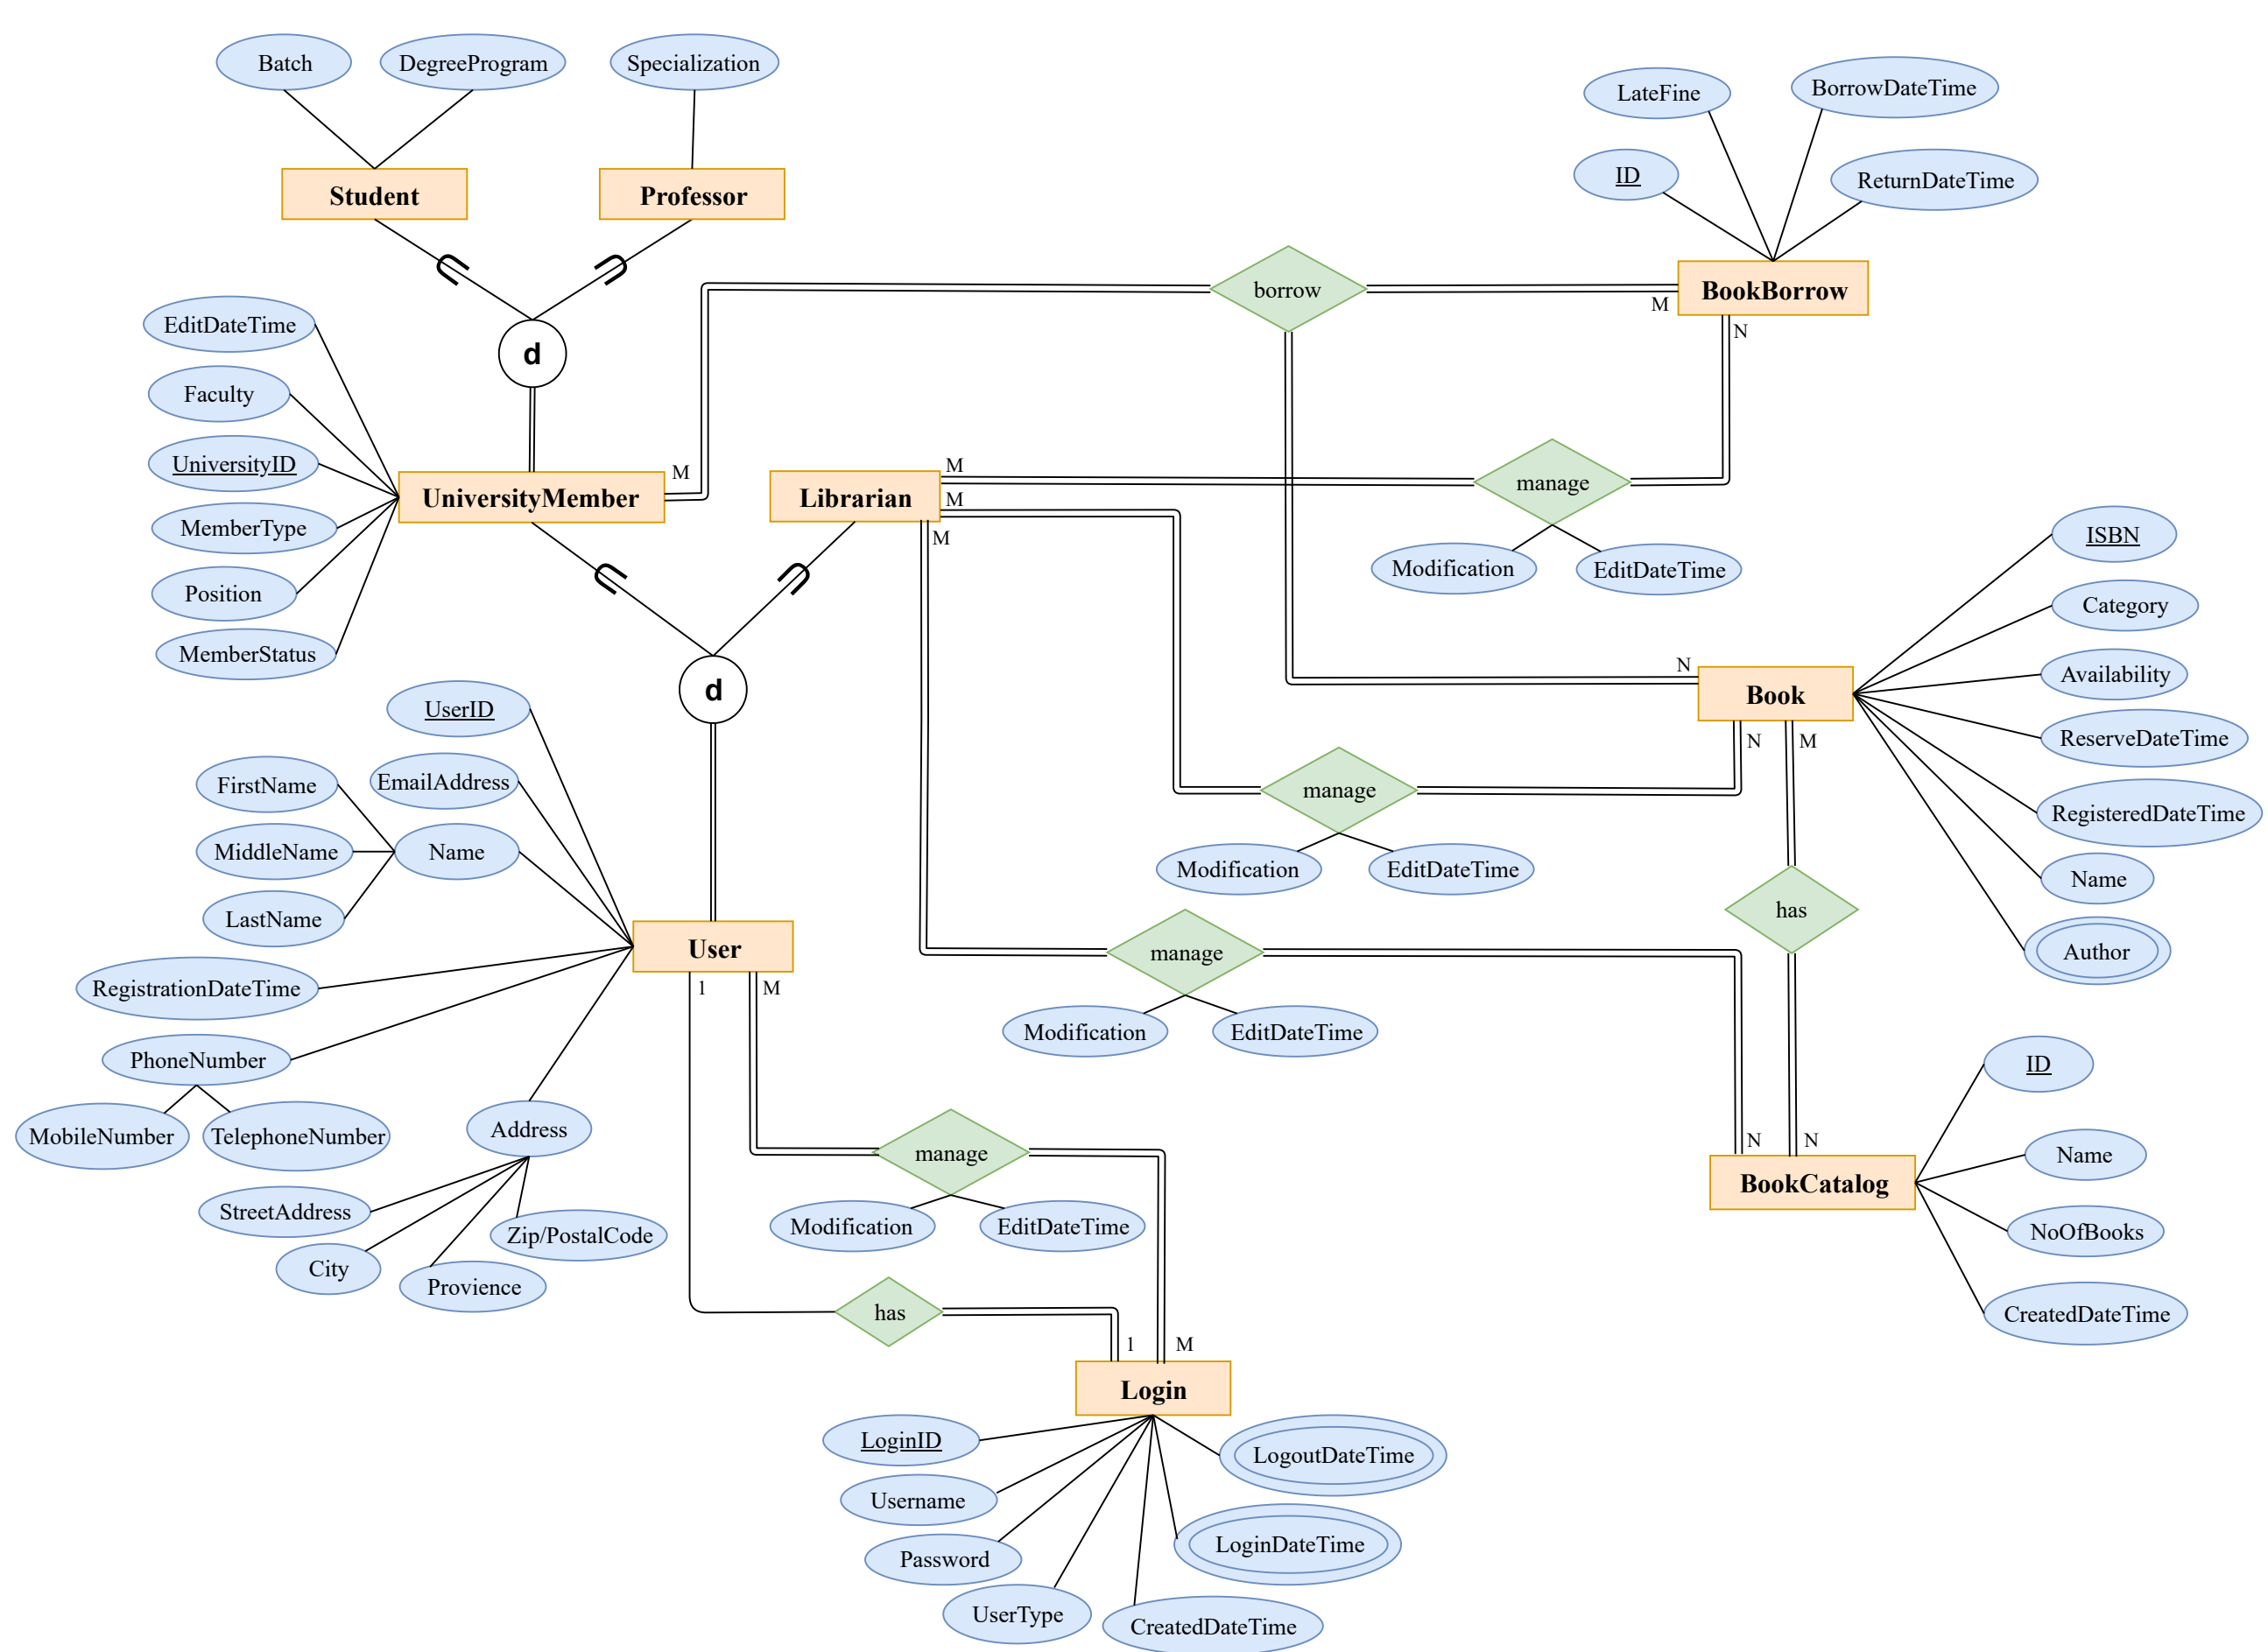 Batch
DegreeProgram
Specialization
LateFine
BorrowDateTime
ID
ReturnDateTime
Student
Professor
borrow
BookBorrow
M
N
EditDateTime
d
Faculty
UniversityID
MemberType
Position
MemberStatus
UniversityMember
M
Librarian
M
M
M
manage
Modification
EditDateTime
ISBN
Category
Availability
ReserveDateTime
RegisteredDateTime
Name
Author
N
Book
N
M
d
UserID
EmailAddress
FirstName
MiddleName
Name
LastName
manage
Modification
EditDateTime
has
User
1
M
manage
Modification
EditDateTime
RegistrationDateTime
PhoneNumber
MobileNumber
TelephoneNumber
Address
StreetAddress
City
Provience
Zip/PostalCode
manage
Modification
EditDateTime
N
N
BookCatalog
ID
Name
NoOfBooks
CreatedDateTime
has
1
M
Login
LoginID
Username
Password
UserType
CreatedDateTime
LoginDateTime
LogoutDateTime